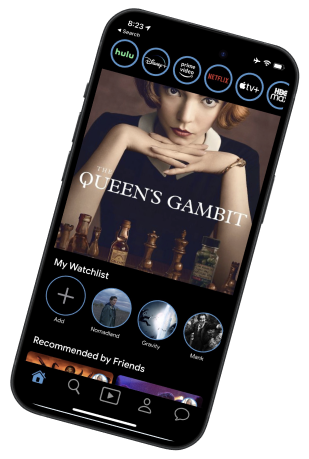 8:23
Search
hulu
Disney+
prime video
NETFLIX
tv+
HBO max
THE
QUEEN'S GAMBIT
My Watchlist
Add
Nomadland
Gravity
Mank
Recommended by Friends